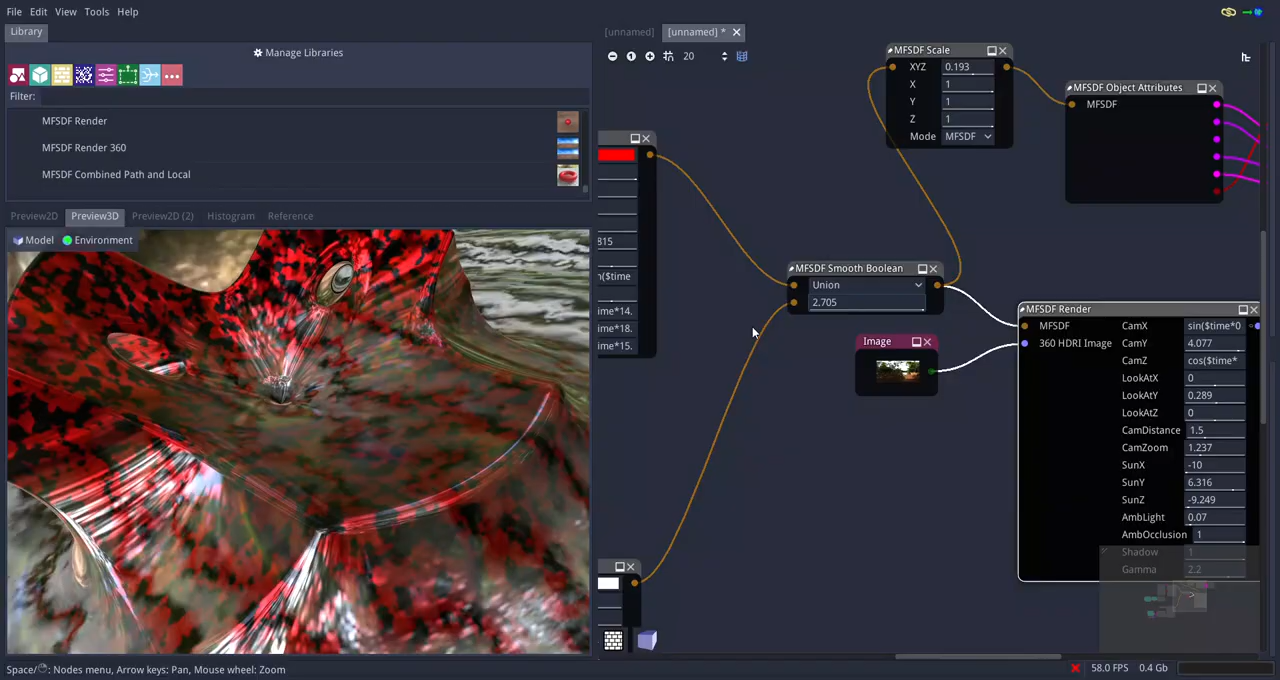 File Edit View Tools Help
Library
Manage Libraries
Filter:
MFSDF Render
MFSDF Render 360
MFSDF Combined Path and Local
Preview2D Preview3D Preview2D (2) Histogram Reference
Model Environment
[unnamed] [unnamed] *
20
815
n($time
ime*14.
ime*18.
ime*15.
MFSDF Scale
XYZ 0.193
X 1
Y 1
Z 1
Mode MFSDF
MFSDF Object Attributes
MFSDF
MFSDF Smooth Boolean
Union
2.705
Image
MFSDF Render
MFSDF CamX sin($time*0
360 HDRI Image CamY 4.077
CamZ cos($time*
LookAtX 0
LookAtY 0.289
LookAtZ 0
CamDistance 1.5
CamZoom 1.237
SunX -10
SunY 6.316
SunZ -9.249
AmbLight 0.07
AmbOcclusion 1
Shadow 1
Gamma 2.2
Space/ : Nodes menu, Arrow keys: Pan, Mouse wheel: Zoom
58.0 FPS 0.4 Gb